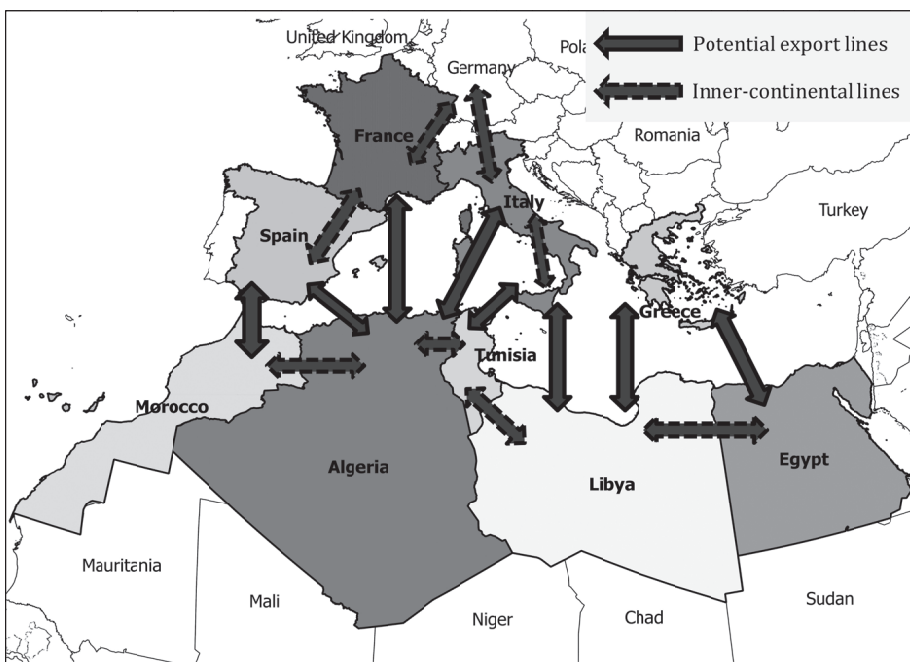 United Kingdom
Pola
Potential export lines
Germany
Inner-continental lines
France
Romania
Italy
Turkey
Spain
Greece
Tunisia
Morocco
Algeria
Egypt
Libya
Mauritania
Mali
Sudan
Niger
Chad